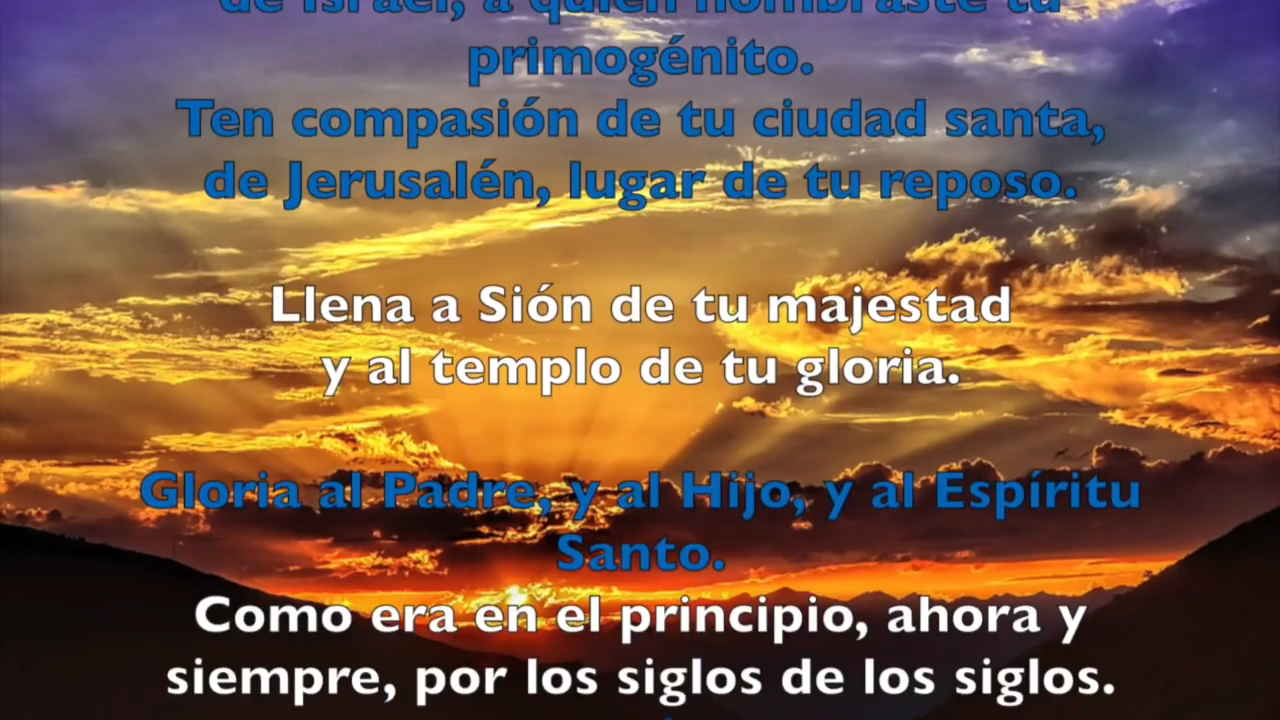 de Israel, a quien nombraste tu
primogénito.
Ten compasión de tu ciudad santa,
de Jerusalén, lugar de tu reposo.
Llena a Sión de tu majestad
y al templo de tu gloria.
Gloria al Padre, y al Hijo, y al Espíritu
Santo.
Como era en el principio, ahora y
siempre, por los siglos de los siglos.